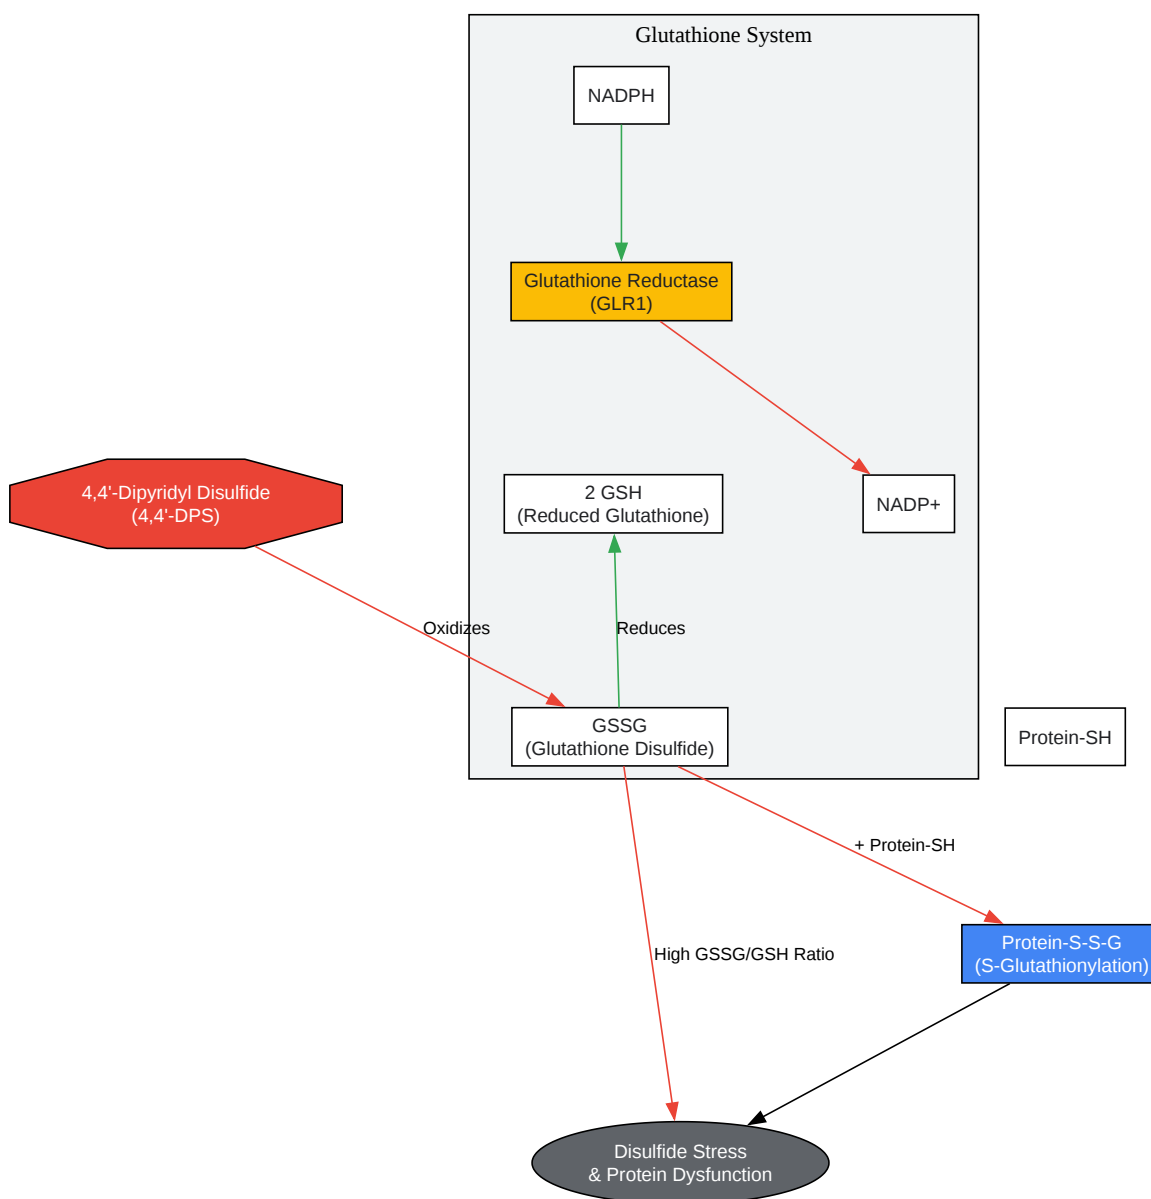 Glutathione System
NADPH
Glutathione Reductase
(GLR1)
4,4'-Dipyridyl Disulfide
(4,4'-DPS)
2 GSH
(Reduced Glutathione)
NADP+
Oxidizes
Reduces
GSSG
(Glutathione Disulfide)
Protein-SH
+ Protein-SH
High GSSG/GSH Ratio
Protein-S-S-G
(S-Glutathionylation)
Disulfide Stress
& Protein Dysfunction